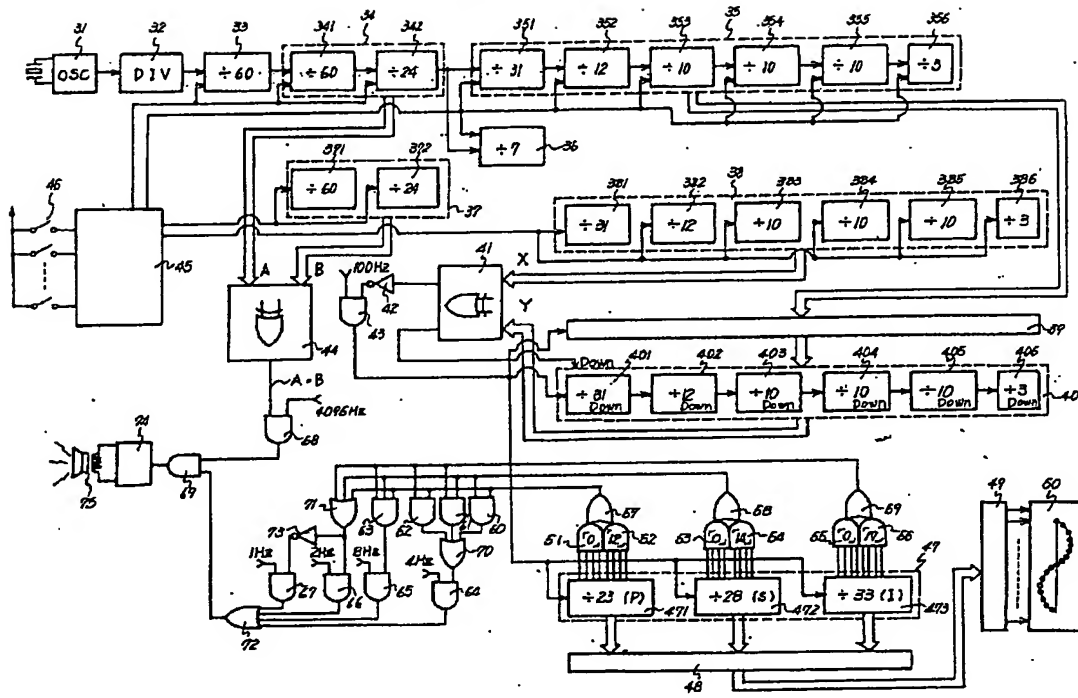 31 32 33 341 34 342 351 352 353 35 354 355 356
OSC DIV ÷60 ÷60 ÷24 ÷31 ÷12 ÷10 ÷10 ÷10 ÷3
÷7 36
371 372
÷60 ÷24
37
46
45
381 382 38 383 384 385 386
÷31 ÷12 ÷10 ÷10 ÷10 ÷3
A B
100Hz 41 X
42 Y
43
44
39
Down 401 402 403 404 405 406
÷31 Down ÷12 Down ÷10 Down ÷10 Down ÷10 Down ÷3 Down 40
A=B
4096Hz
68
74
75 69
71 63 62 61 60 57 58 59
51 0 12 52 53 0 14 54 55 0 56
73 70 47
1Hz 2Hz 8Hz 4Hz
67 66 65 64
÷23 (P) ÷28 (S) ÷33 (I)
471 472 473
72
48
49 50